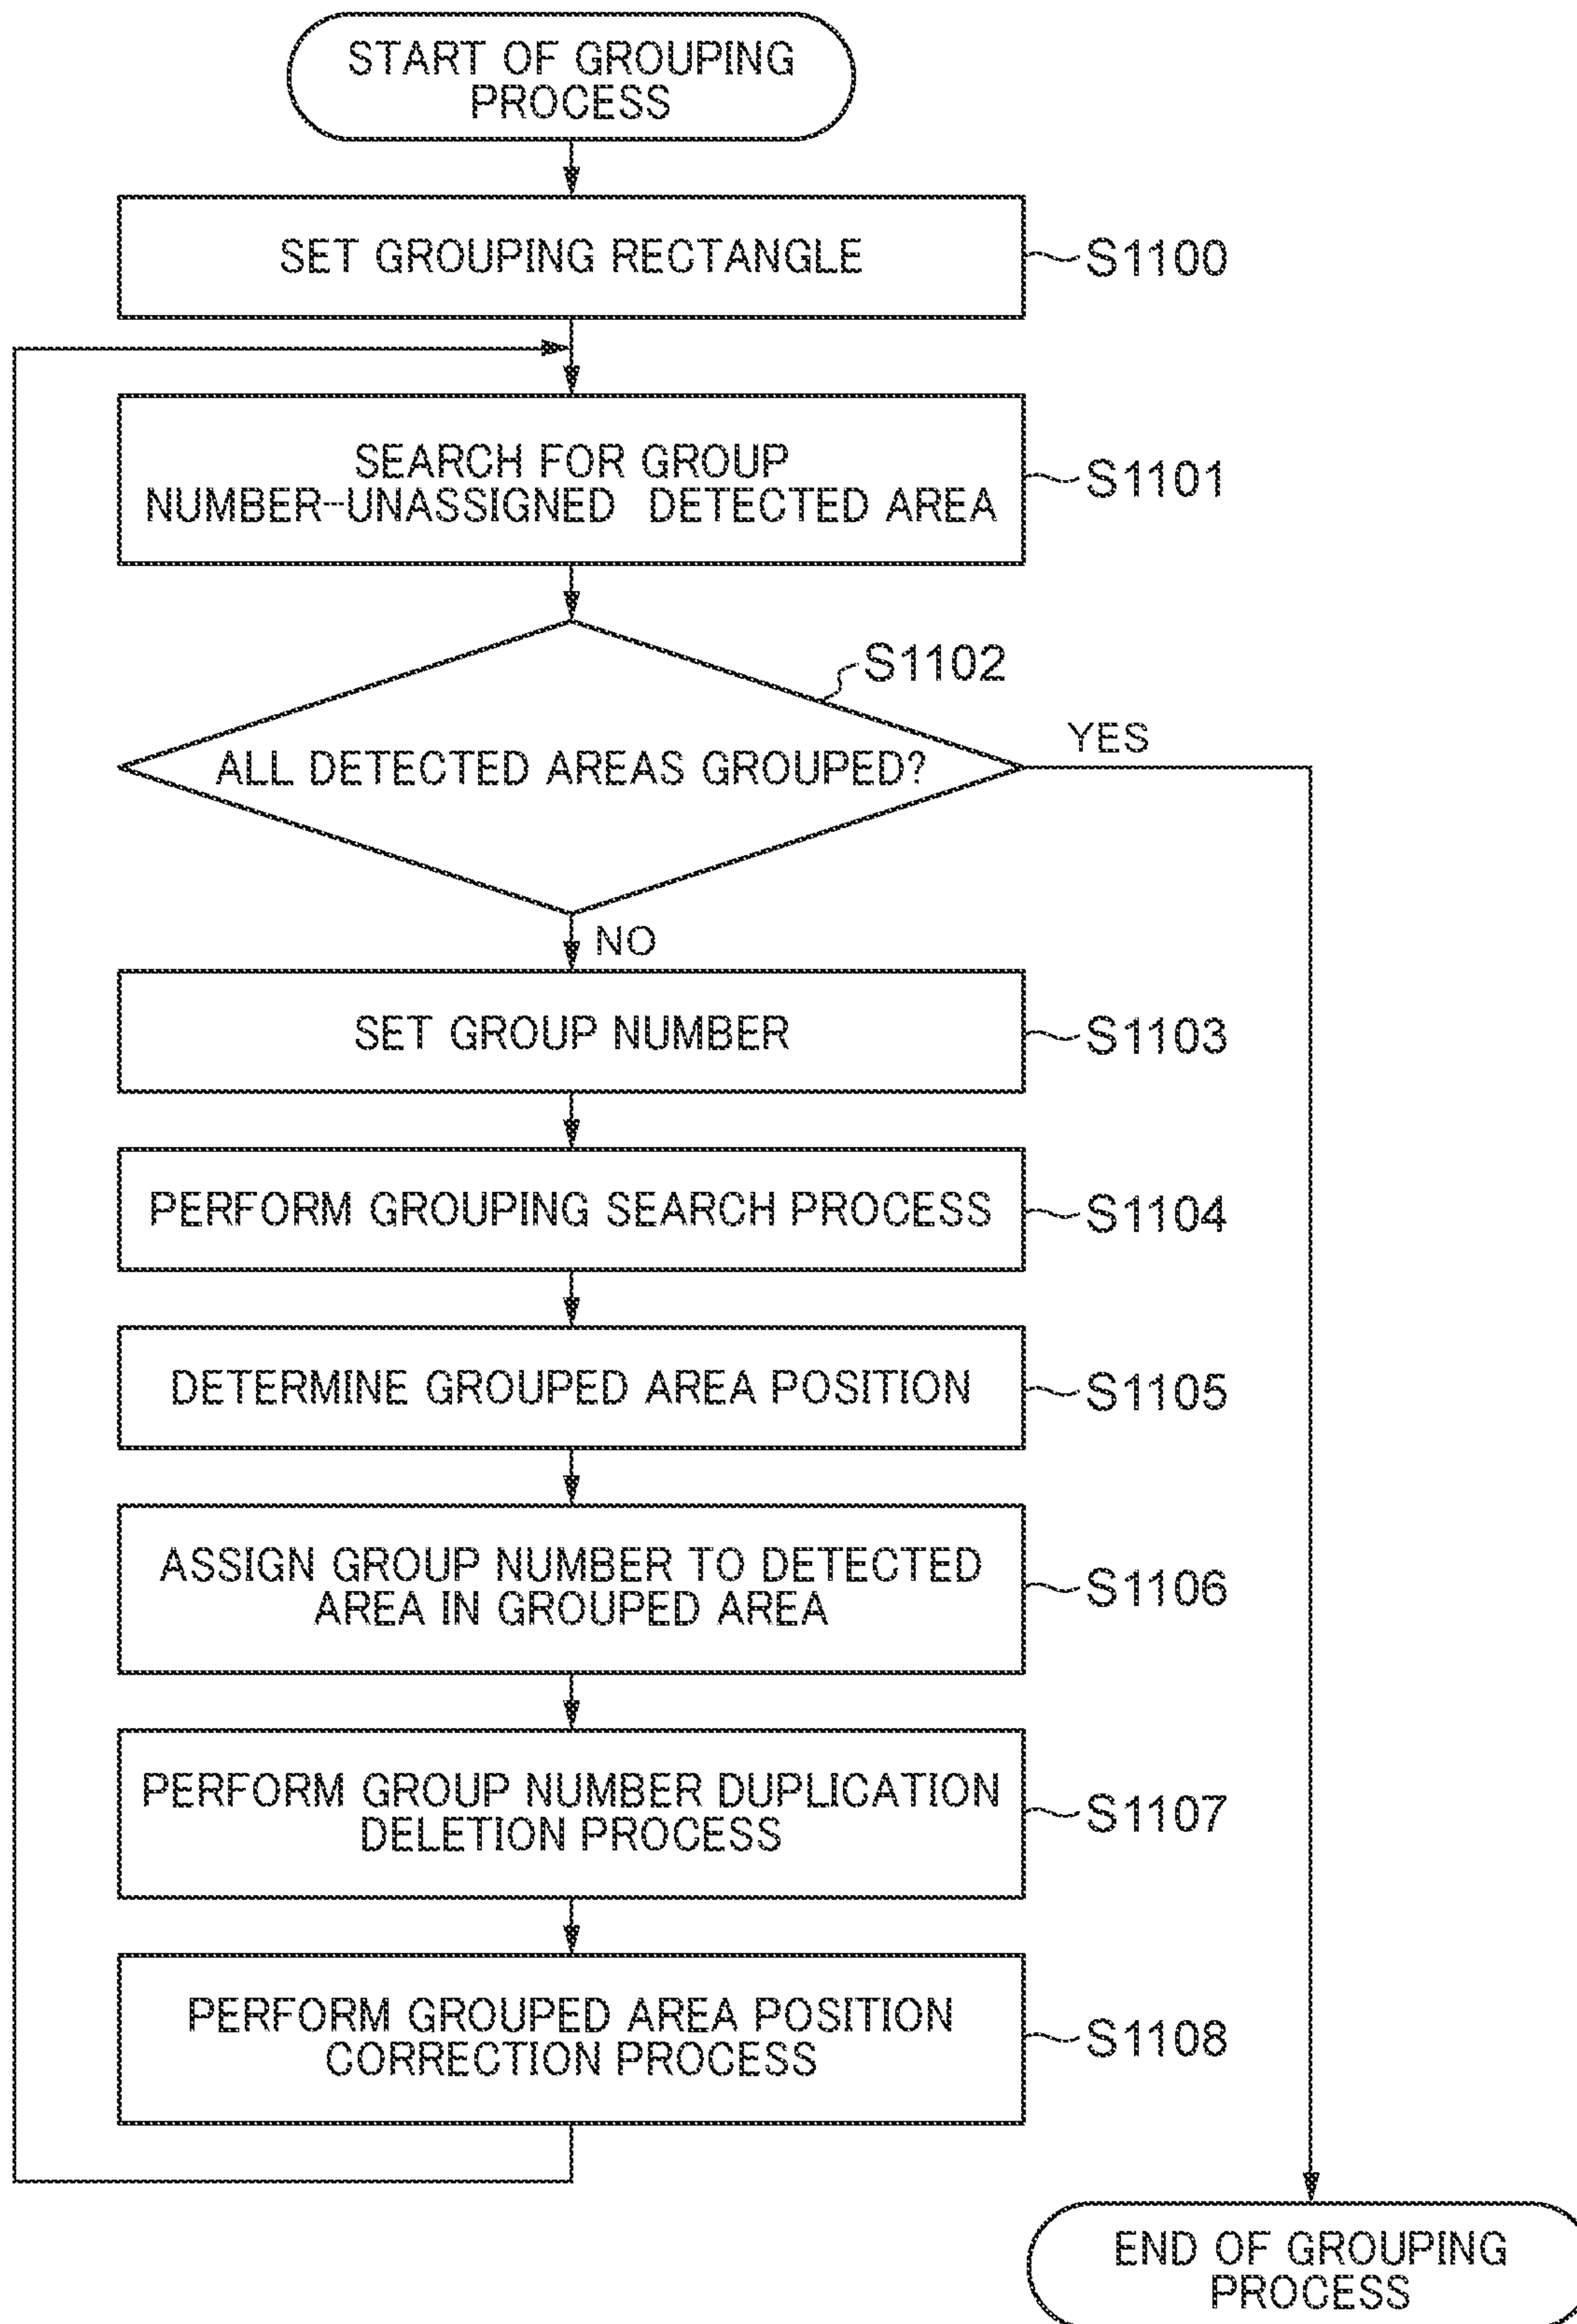 START OF GROUPING
PROCESS
SET GROUPING RECTANGLE
S1100
SEARCH FOR GROUP
NUMBER--UNASSIGNED DETECTED AREA
S1101
S1102
ALL DETECTED AREAS GROUPED?
YES
NO
SET GROUP NUMBER
S1103
PERFORM GROUPING SEARCH PROCESS
S1104
DETERMINE GROUPED AREA POSITION
S1105
ASSIGN GROUP NUMBER TO DETECTED
AREA IN GROUPED AREA
S1106
PERFORM GROUP NUMBER DUPLICATION
DELETION PROCESS
S1107
PERFORM GROUPED AREA POSITION
CORRECTION PROCESS
S1108
END OF GROUPING
PROCESS